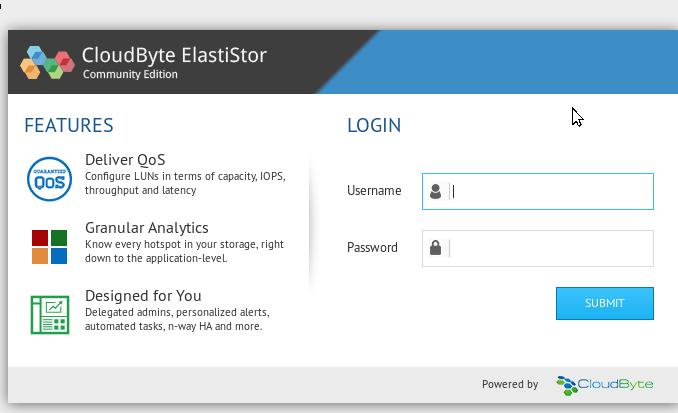 CloudByte ElastiStor
Community Edition
FEATURES
GUARANTEED
QoS
Deliver QoS
Configure LUNs in terms of capacity, IOPS,
throughput and latency
Granular Analytics
Know every hotspot in your storage, right
down to the application-level.
Designed for You
Delegated admins, personalized alerts,
automated tasks, n-way HA and more.
LOGIN
Username
Password
SUBMIT
Powered by CloudByte